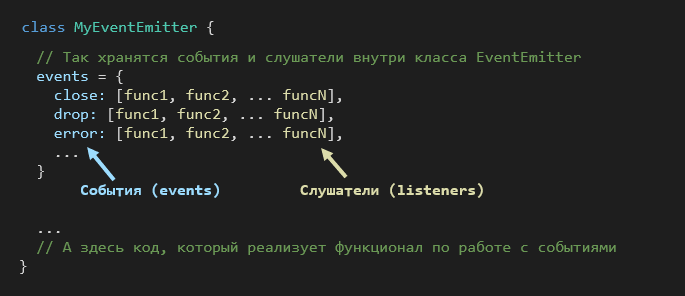 class MyEventEmitter {
// Так хранятся события и слушатели внутри класса EventEmitter
events = {
close: [func1, func2, ... funcN],
drop: [func1, func2, ... funcN],
error: [func1, func2, ... funcN],
...
}
События (events) Слушатели (listeners)
...
// А здесь код, который реализует функционал по работе с событиями
}